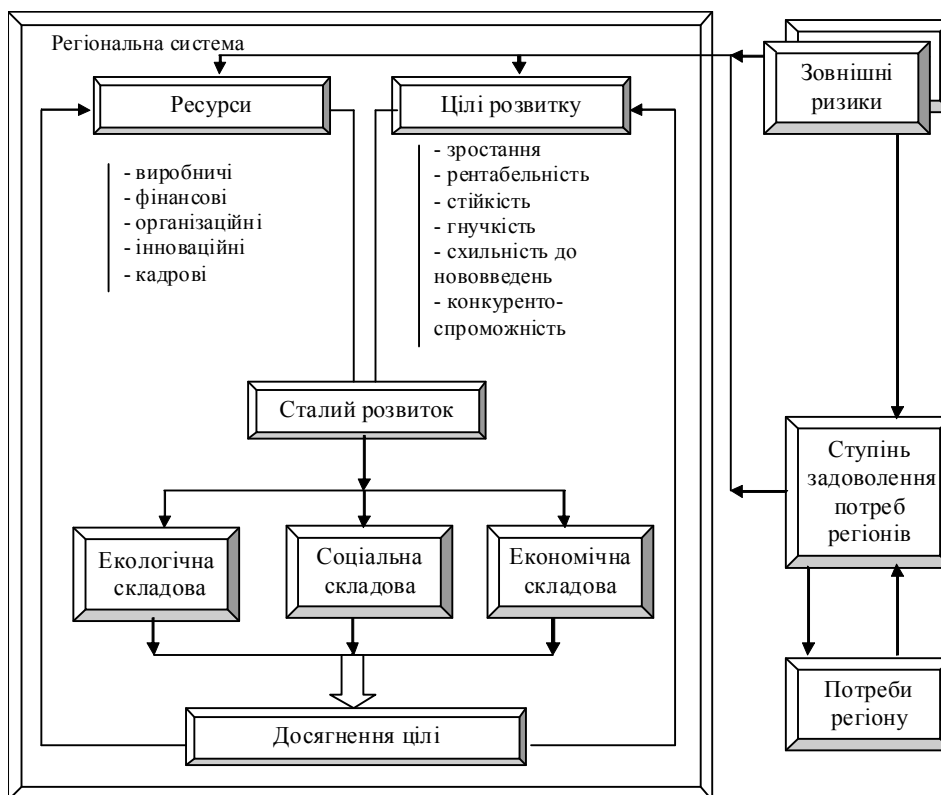 Регіональна система
Зовнішні
ризики
Ресурси
Цілі розвитку
- виробничі
- фінансові
- організаційні
- інноваційні
- кадрові
- зростання
- рентабельність
- стійкість
- гнучкість
- схильність до
нововведень
- конкуренто-
спроможність
Сталий розвиток
Ступінь
задоволення
потреб
регіонів
Екологічна
складова
Соціальна
складова
Економічна
складова
Потреби
регіону
Досягнення цілі